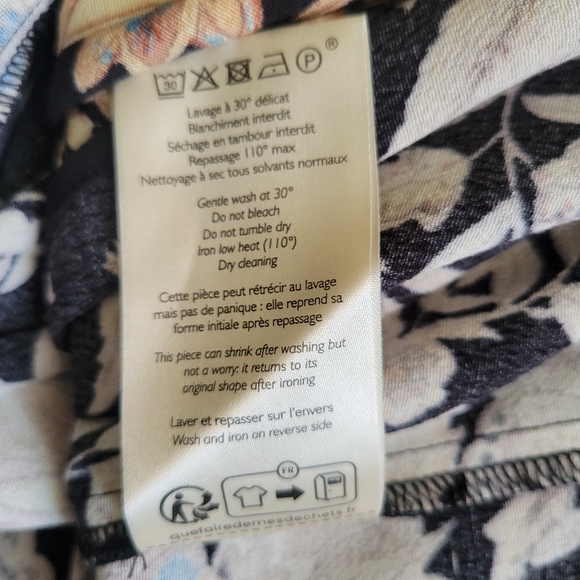 30 P ®
Lavage à 30° délicat
Blanchiment interdit
Séchage en tambour interdit
Repassage 110° max
Nettoyage à sec tous solvants normaux
Gentle wash at 30°
Do not bleach
Do not tumble dry
Iron low heat (110°)
Dry cleaning
Cette pièce peut rétrécir au lavage
mais pas de panique : elle reprend sa
forme initiale après repassage
This piece can shrink after washing but
not a worry: it returns to its
original shape after ironing
Laver et repasser sur l'envers
Wash and iron on reverse side
FR
quefairedemesdechets.fr